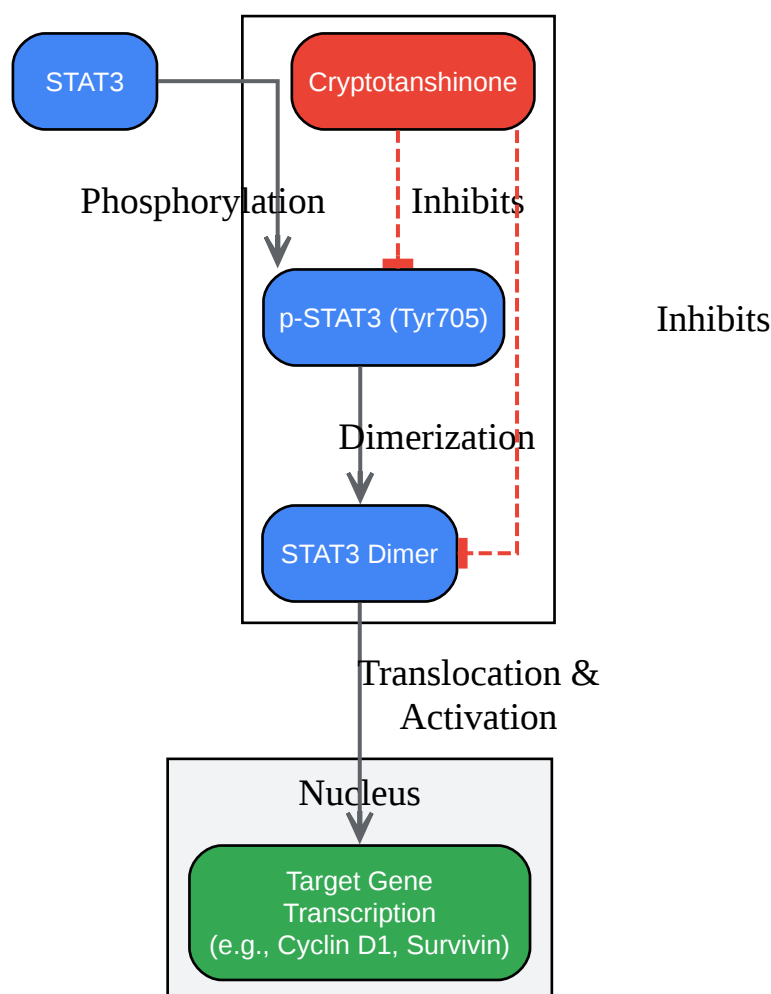 STAT3
Cryptotanshinone
Phosphorylation
Inhibits
p-STAT3 (Tyr705)
Inhibits
Dimerization
STAT3 Dimer
Translocation &
Activation
Nucleus
Target Gene
Transcription
(e.g., Cyclin D1, Survivin)